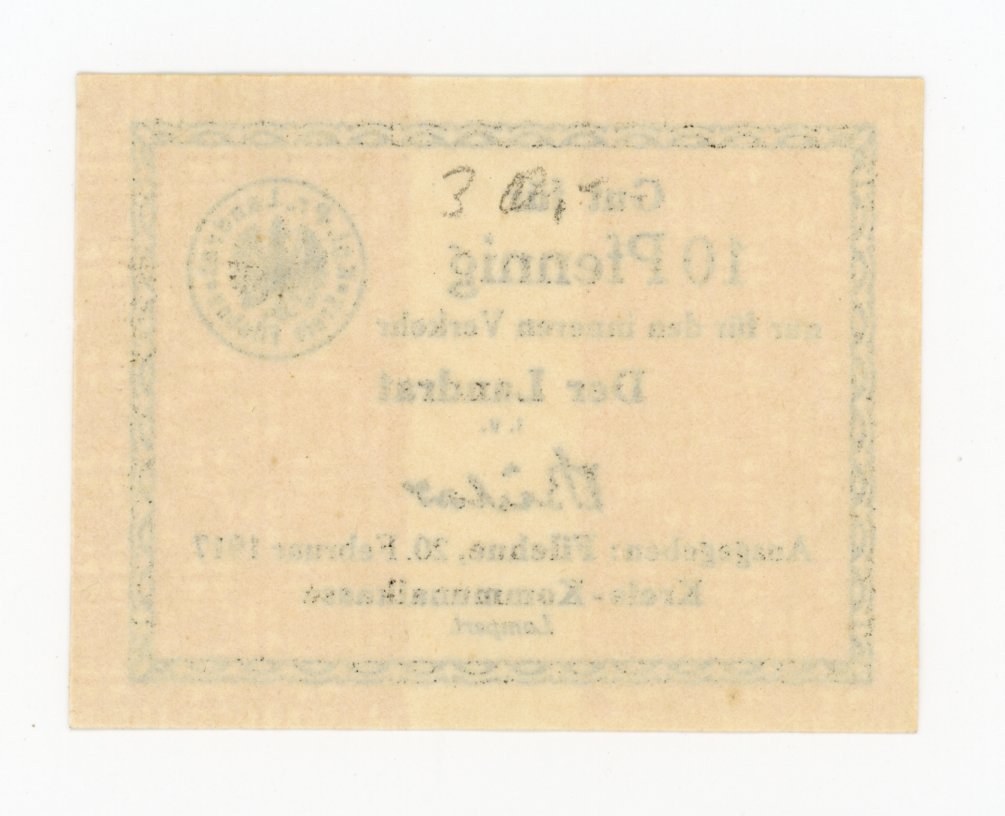 3
Gut für
10 Pfennig
nur für den inneren Verkehr
Der Landrat
Ausgegeben: Filehne, 20. Februar 1917
Kreis-Kommunalkasse
Lampert